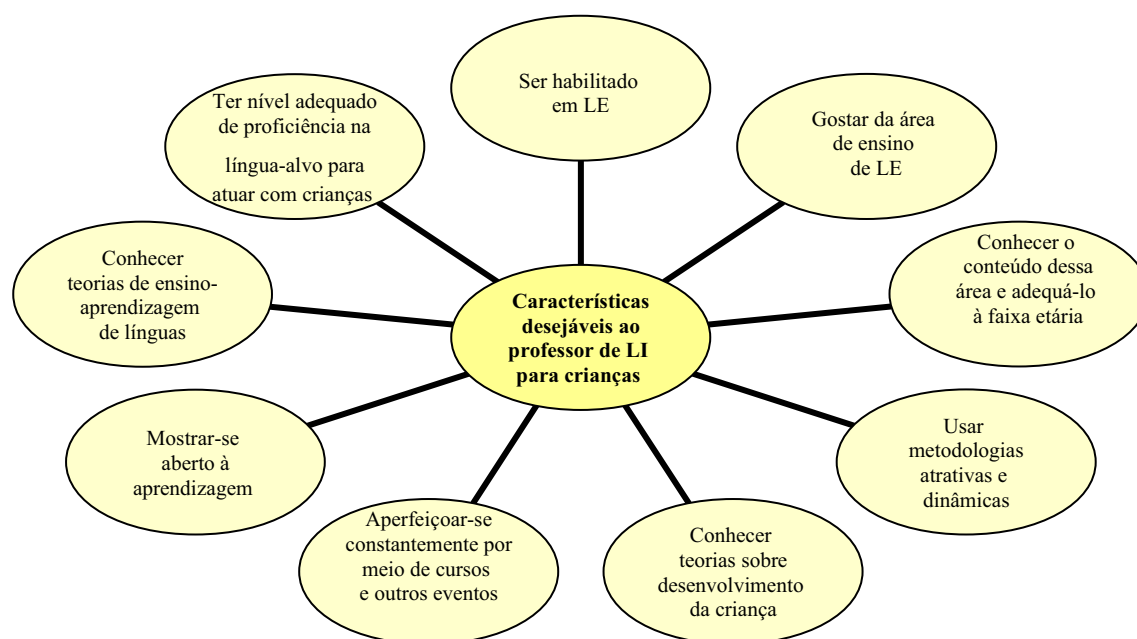 Ser habilitado
em LE
Gostar da área
de ensino
de LE
Conhecer o
conteúdo dessa
área e adequá-lo
à faixa etária
Usar
metodologias
atrativas e
dinâmicas
Conhecer
teorias sobre
desenvolvimento
da criança
Aperfeiçoar-se
constantemente por
meio de cursos
e outros eventos
Mostrar-se
aberto à
aprendizagem
Conhecer
teorias de ensino-
aprendizagem
de línguas
Ter nível adequado
de proficiência na
língua-alvo para
atuar com crianças
Características
desejáveis ao
professor de LI
para crianças